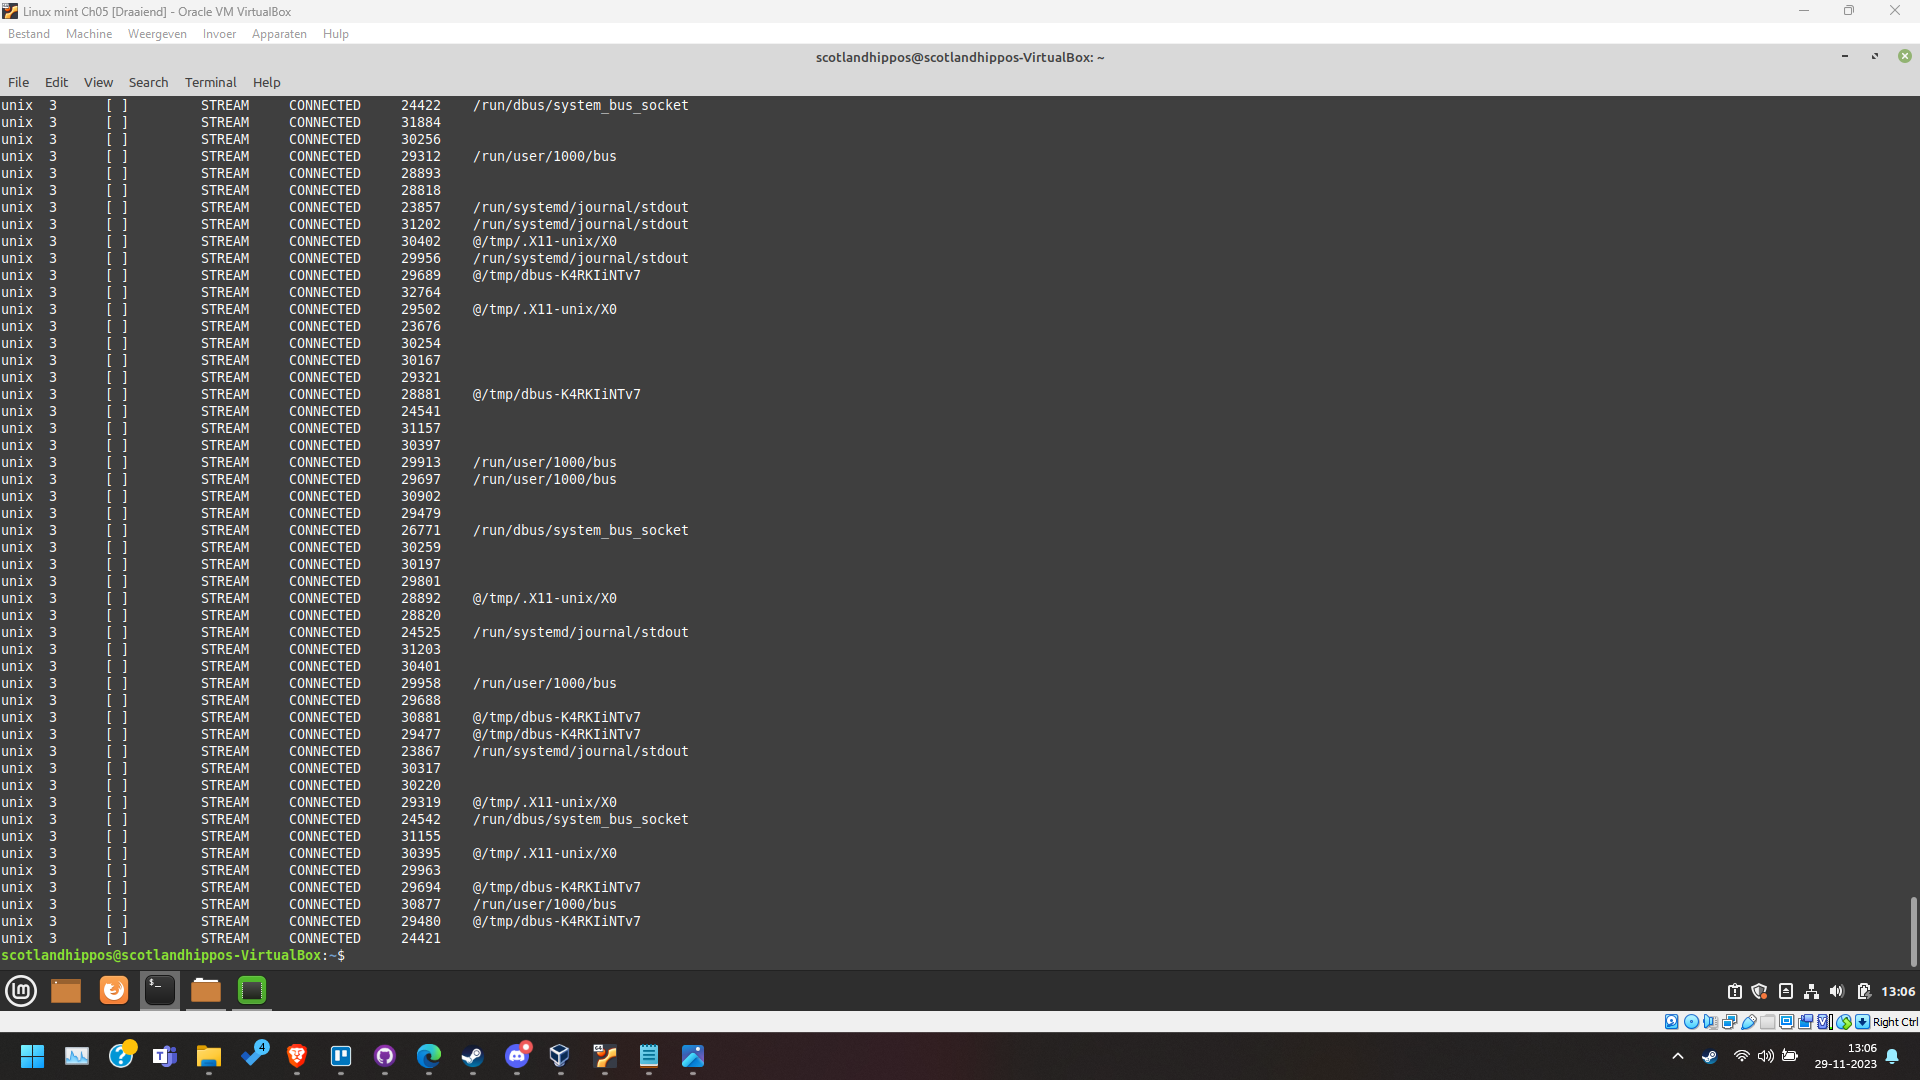 Linux mint Ch05 [Draaiend] - Oracle VM VirtualBox
Bestand Machine Weergeven Invoer Apparaten Hulp
scotlandhippos@scotlandhippos-VirtualBox: ~
File Edit View Search Terminal Help
unix 3 [ ] STREAM CONNECTED 24422 /run/dbus/system_bus_socket
unix 3 [ ] STREAM CONNECTED 31884
unix 3 [ ] STREAM CONNECTED 30256
unix 3 [ ] STREAM CONNECTED 29312 /run/user/1000/bus
unix 3 [ ] STREAM CONNECTED 28893
unix 3 [ ] STREAM CONNECTED 28818
unix 3 [ ] STREAM CONNECTED 23857 /run/systemd/journal/stdout
unix 3 [ ] STREAM CONNECTED 31202 /run/systemd/journal/stdout
unix 3 [ ] STREAM CONNECTED 30402 @/tmp/.X11-unix/X0
unix 3 [ ] STREAM CONNECTED 29956 /run/systemd/journal/stdout
unix 3 [ ] STREAM CONNECTED 29689 @/tmp/dbus-K4RKIiNTv7
unix 3 [ ] STREAM CONNECTED 32764
unix 3 [ ] STREAM CONNECTED 29502 @/tmp/.X11-unix/X0
unix 3 [ ] STREAM CONNECTED 23676
unix 3 [ ] STREAM CONNECTED 30254
unix 3 [ ] STREAM CONNECTED 30167
unix 3 [ ] STREAM CONNECTED 29321
unix 3 [ ] STREAM CONNECTED 28881 @/tmp/dbus-K4RKIiNTv7
unix 3 [ ] STREAM CONNECTED 24541
unix 3 [ ] STREAM CONNECTED 31157
unix 3 [ ] STREAM CONNECTED 30397
unix 3 [ ] STREAM CONNECTED 29913 /run/user/1000/bus
unix 3 [ ] STREAM CONNECTED 29697 /run/user/1000/bus
unix 3 [ ] STREAM CONNECTED 30902
unix 3 [ ] STREAM CONNECTED 29479
unix 3 [ ] STREAM CONNECTED 26771 /run/dbus/system_bus_socket
unix 3 [ ] STREAM CONNECTED 30259
unix 3 [ ] STREAM CONNECTED 30197
unix 3 [ ] STREAM CONNECTED 29801
unix 3 [ ] STREAM CONNECTED 28892 @/tmp/.X11-unix/X0
unix 3 [ ] STREAM CONNECTED 28820
unix 3 [ ] STREAM CONNECTED 24525 /run/systemd/journal/stdout
unix 3 [ ] STREAM CONNECTED 31203
unix 3 [ ] STREAM CONNECTED 30401
unix 3 [ ] STREAM CONNECTED 29958 /run/user/1000/bus
unix 3 [ ] STREAM CONNECTED 29688
unix 3 [ ] STREAM CONNECTED 30881 @/tmp/dbus-K4RKIiNTv7
unix 3 [ ] STREAM CONNECTED 29477 @/tmp/dbus-K4RKIiNTv7
unix 3 [ ] STREAM CONNECTED 23867 /run/systemd/journal/stdout
unix 3 [ ] STREAM CONNECTED 30317
unix 3 [ ] STREAM CONNECTED 30220
unix 3 [ ] STREAM CONNECTED 29319 @/tmp/.X11-unix/X0
unix 3 [ ] STREAM CONNECTED 24542 /run/dbus/system_bus_socket
unix 3 [ ] STREAM CONNECTED 31155
unix 3 [ ] STREAM CONNECTED 30395 @/tmp/.X11-unix/X0
unix 3 [ ] STREAM CONNECTED 29963
unix 3 [ ] STREAM CONNECTED 29694 @/tmp/dbus-K4RKIiNTv7
unix 3 [ ] STREAM CONNECTED 30877 /run/user/1000/bus
unix 3 [ ] STREAM CONNECTED 29480 @/tmp/dbus-K4RKIiNTv7
unix 3 [ ] STREAM CONNECTED 24421
scotlandhippos@scotlandhippos-VirtualBox:~$
13:06
Right Ctrl
4
13:06
29-11-2023